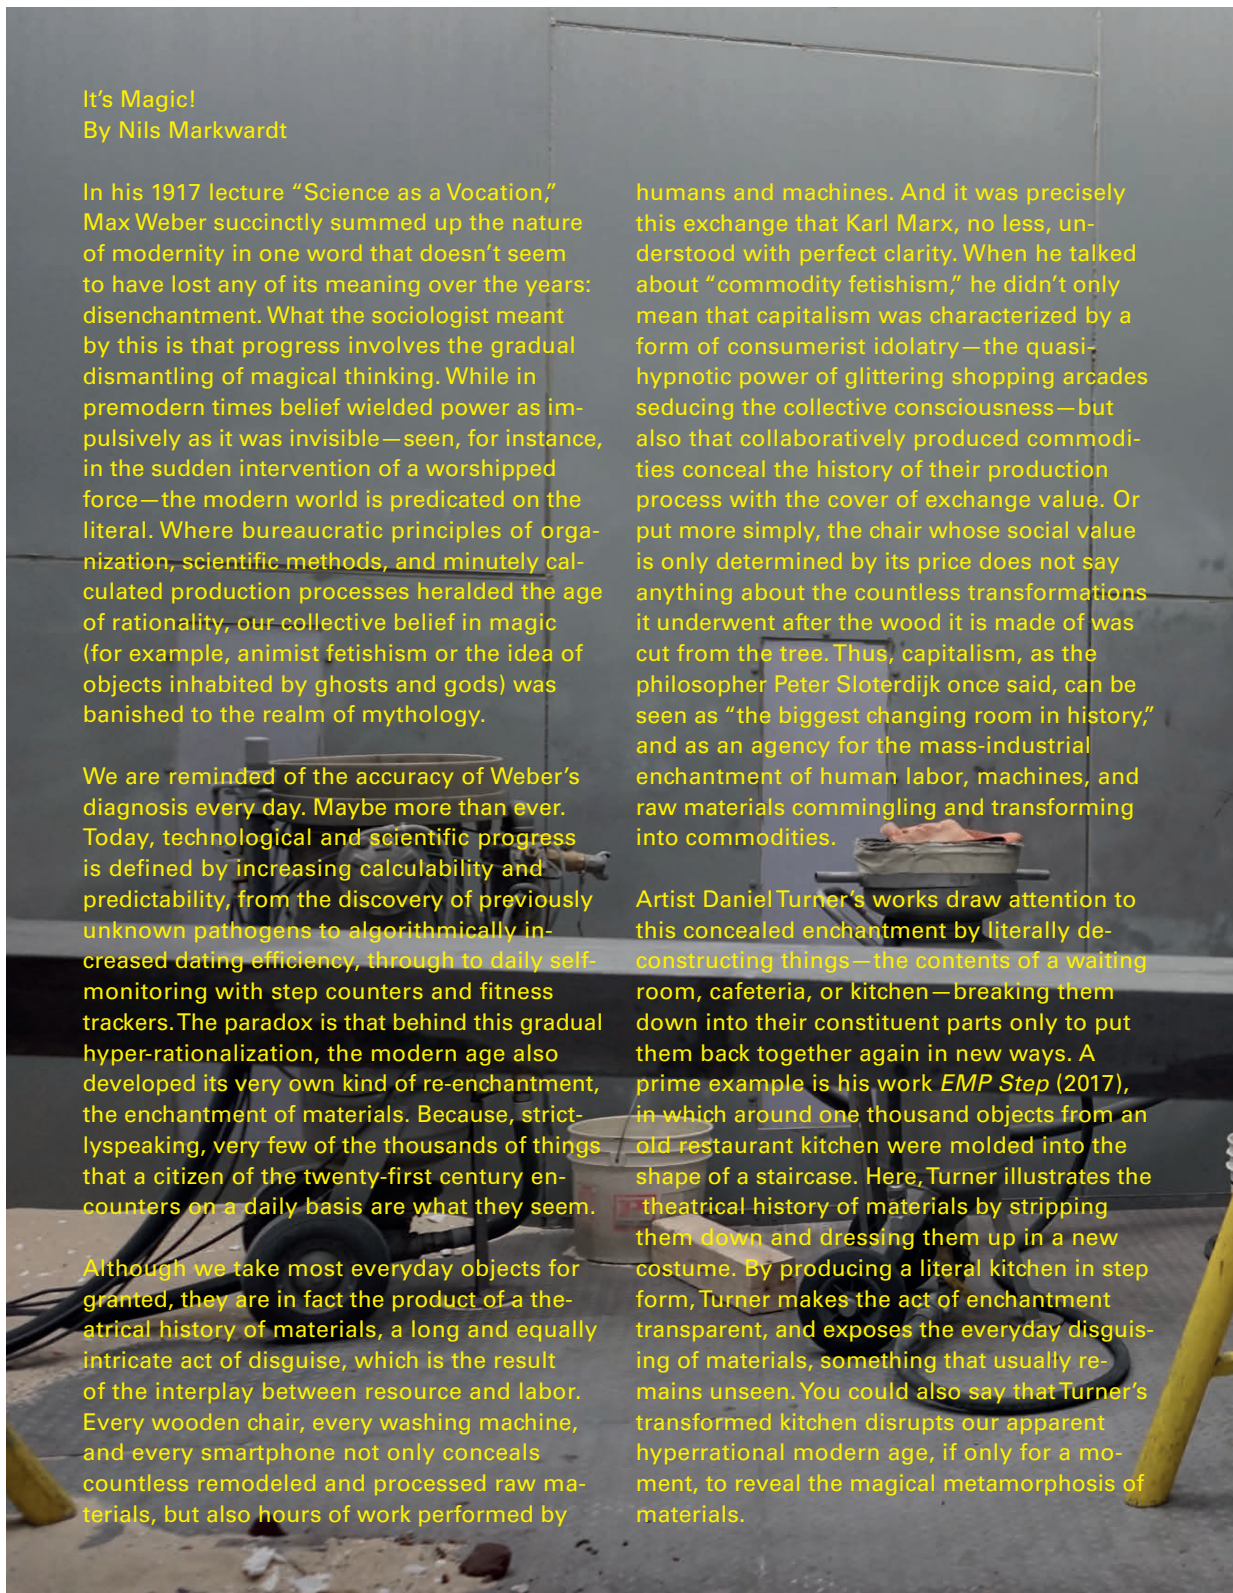 It's Magic!
By Nils Markwardt
In his 1917 lecture “Science as a Vocation,”
Max Weber succinctly summed up the nature
of modernity in one word that doesn't seem
to have lost any of its meaning over the years:
disenchantment. What the sociologist meant
by this is that progress involves the gradual
dismantling of magical thinking. While in
premodern times belief wielded power as im-
pulsively as it was invisible—seen, for instance,
in the sudden intervention of a worshipped
force—the modern world is predicated on the
literal. Where bureaucratic principles of orga-
nization, scientific methods, and minutely cal-
culated production processes heralded the age
of rationality, our collective belief in magic
(for example, animist fetishism or the idea of
objects inhabited by ghosts and gods) was
banished to the realm of mythology.
We are reminded of the accuracy of Weber's
diagnosis every day. Maybe more than ever.
Today, technological and scientific progress
is defined by increasing calculability and
predictability, from the discovery of previously
unknown pathogens to algorithmically in-
creased dating efficiency, through to daily self-
monitoring with step counters and fitness
trackers. The paradox is that behind this gradual
hyper-rationalization, the modern age also
developed its very own kind of re-enchantment,
the enchantment of materials. Because, strict-
lyspeaking, very few of the thousands of things
that a citizen of the twenty-first century en-
counters on a daily basis are what they seem.
Although we take most everyday objects for
granted, they are in fact the product of a the-
atrical history of materials, a long and equally
intricate act of disguise, which is the result
of the interplay between resource and labor.
Every wooden chair, every washing machine,
and every smartphone not only conceals
countless remodeled and processed raw ma-
terials, but also hours of work performed by
humans and machines. And it was precisely
this exchange that Karl Marx, no less, un-
derstood with perfect clarity. When he talked
about “commodity fetishism,” he didn't only
mean that capitalism was characterized by a
form of consumerist idolatry—the quasi-
hypnotic power of glittering shopping arcades
seducing the collective consciousness—but
also that collaboratively produced commodi-
ties conceal the history of their production
process with the cover of exchange value. Or
put more simply, the chair whose social value
is only determined by its price does not say
anything about the countless transformations
it underwent after the wood it is made of was
cut from the tree. Thus, capitalism, as the
philosopher Peter Sloterdijk once said, can be
seen as “the biggest changing room in history,”
and as an agency for the mass-industrial
enchantment of human labor, machines, and
raw materials commingling and transforming
into commodities.
Artist Daniel Turner's works draw attention to
this concealed enchantment by literally de-
constructing things—the contents of a waiting
room, cafeteria, or kitchen—breaking them
down into their constituent parts only to put
them back together again in new ways. A
prime example is his work EMP Step (2017),
in which around one thousand objects from an
old restaurant kitchen were molded into the
shape of a staircase. Here, Turner illustrates the
theatrical history of materials by stripping
them down and dressing them up in a new
costume. By producing a literal kitchen in step
form, Turner makes the act of enchantment
transparent, and exposes the everyday disguis-
ing of materials, something that usually re-
mains unseen. You could also say that Turner's
transformed kitchen disrupts our apparent
hyperrational modern age, if only for a mo-
ment, to reveal the magical metamorphosis of
materials.